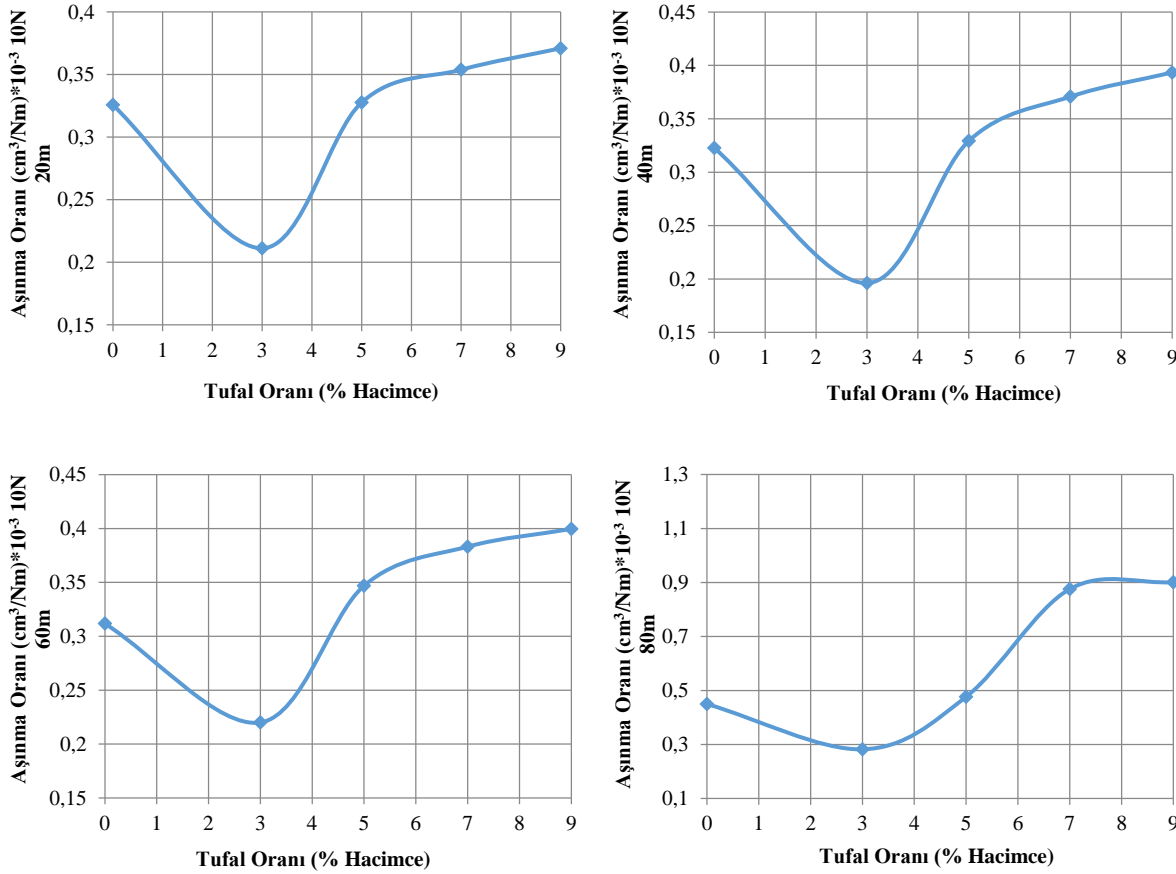 Aşınma Oranı (cm³/Nm)*10⁻³ 10N
20m
0,4
0,35
0,3
0,25
0,2
0,15
0 1 2 3 4 5 6 7 8 9
Tufal Oranı (% Hacimce)
Aşınma Oranı (cm³/Nm)*10⁻³ 10N
40m
0,45
0,4
0,35
0,3
0,25
0,2
0,15
0 1 2 3 4 5 6 7 8 9
Tufal Oranı (% Hacimce)
Aşınma Oranı (cm³/Nm)*10⁻³ 10N
60m
0,45
0,4
0,35
0,3
0,25
0,2
0,15
0 1 2 3 4 5 6 7 8 9
Tufal Oranı (% Hacimce)
Aşınma Oranı (cm³/Nm)*10⁻³ 10N
80m
1,3
1,1
0,9
0,7
0,5
0,3
0,1
0 1 2 3 4 5 6 7 8 9
Tufal Oranı (% Hacimce)